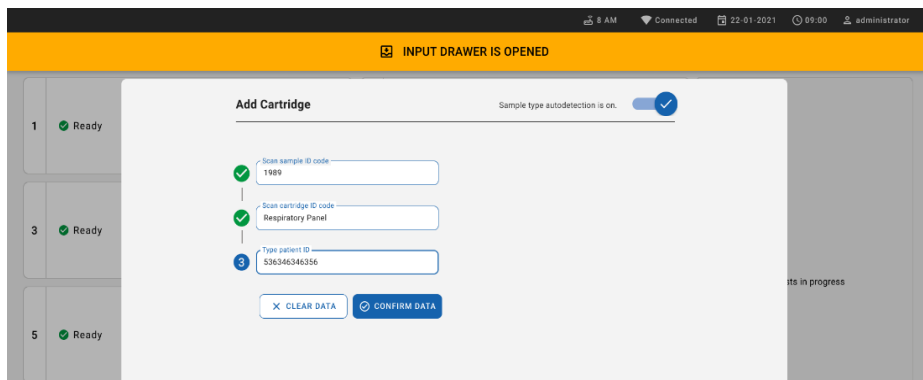 8 AM Connected 22-01-2021 09:00 administrator
INPUT DRAWER IS OPENED
Add Cartridge Sample type autodetection is on.
1 Ready
Scan sample ID code
1989
Scan cartridge ID code
Respiratory Panel
3 Ready
Type patient ID
3 536346346356
sts in progress
CLEAR DATA CONFIRM DATA
5 Ready